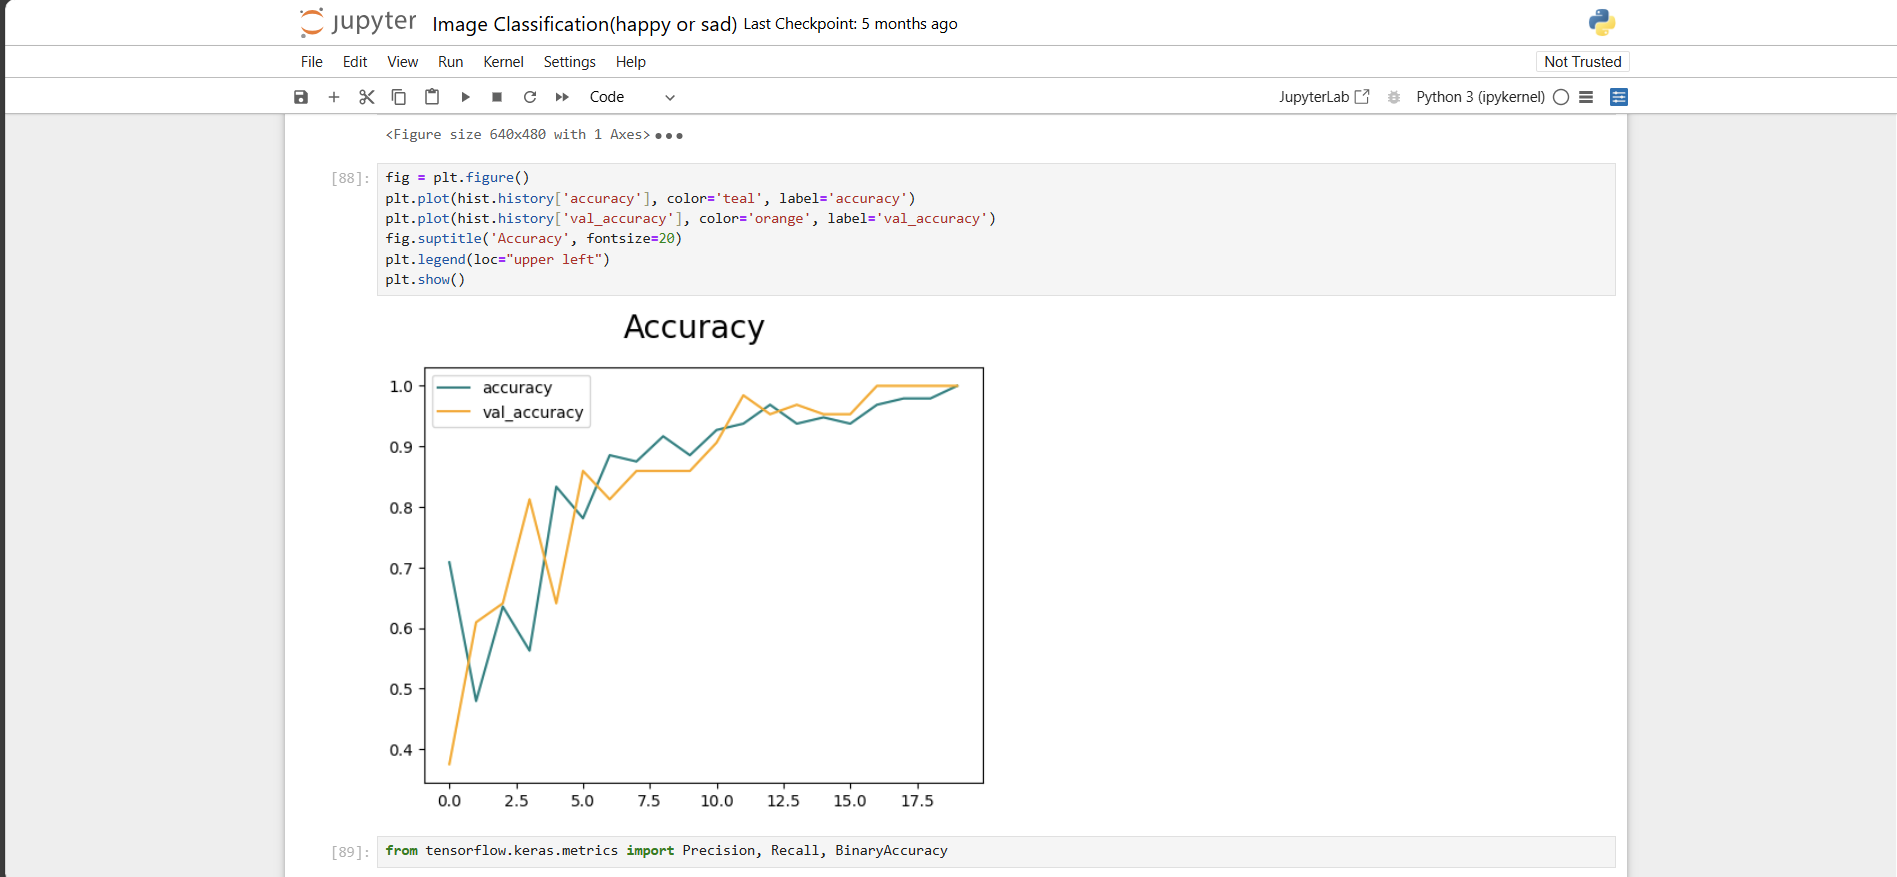 jupyter Image Classification(happy or sad) Last Checkpoint: 5 months ago
File Edit View Run Kernel Settings Help Not Trusted
Code JupyterLab Python 3 (ipykernel)
<Figure size 640x480 with 1 Axes>
[88]: fig = plt.figure()
plt.plot(hist.history['accuracy'], color='teal', label='accuracy')
plt.plot(hist.history['val_accuracy'], color='orange', label='val_accuracy')
fig.suptitle('Accuracy', fontsize=20)
plt.legend(loc="upper left")
plt.show()
Accuracy
accuracy
val_accuracy
1.0
0.9
0.8
0.7
0.6
0.5
0.4
0.0 2.5 5.0 7.5 10.0 12.5 15.0 17.5
[89]: from tensorflow.keras.metrics import Precision, Recall, BinaryAccuracy